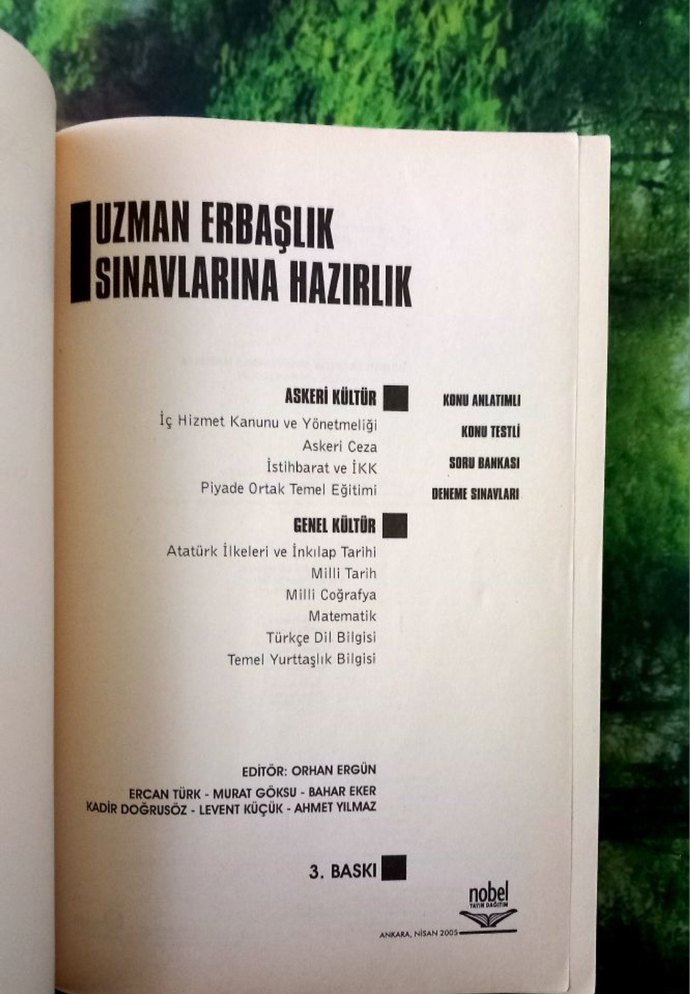 UZMAN ERBAŞLIK
SINAVLARINA HAZIRLIK
ASKERİ KÜLTÜR
İç Hizmet Kanunu ve Yönetmeliği
Askeri Ceza
İstihbarat ve İKK
Piyade Ortak Temel Eğitimi
KONU ANLATIMLI
KONU TESTLİ
SORU BANKASI
DENEME SINAVLARI
GENEL KÜLTÜR
Atatürk İlkeleri ve İnkılap Tarihi
Milli Tarih
Milli Coğrafya
Matematik
Türkçe Dil Bilgisi
Temel Yurttaşlık Bilgisi
EDİTÖR: ORHAN ERGÜN
ERCAN TÜRK - MURAT GÖKSU - BAHAR EKER
KADİR DOĞRUSÖZ - LEVENT KÜÇÜK - AHMET YILMAZ
3. BASKI
nobel
YAYIN DAĞITIM
ANKARA, NİSAN 2005